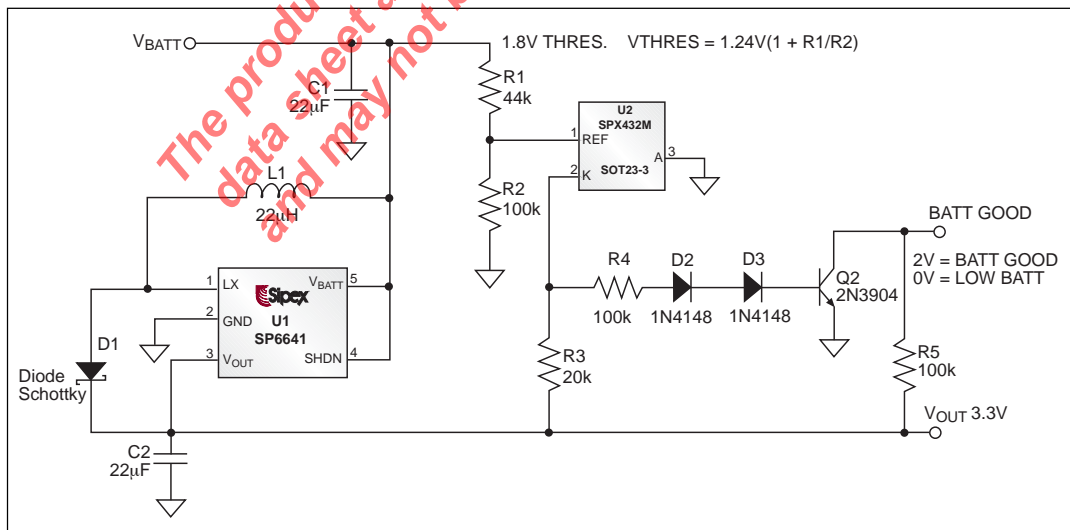 The produ
data sheet a
and may not b
VBATT
1.8V THRES. VTHRES = 1.24V(1 + R1/R2)
C1
22μF
R1
44k
U2
SPX432M
1 REF
A 3
2 K
SOT23-3
L1
22μH
R2
100k
BATT GOOD
2V = BATT GOOD
0V = LOW BATT
1 LX
VBATT 5
Sipex
2 GND
U1
SP6641
3 VOUT
SHDN 4
R4
100k
D2
1N4148
D3
1N4148
Q2
2N3904
D1
Diode
Schottky
R3
20k
R5
100k
VOUT 3.3V
C2
22μF